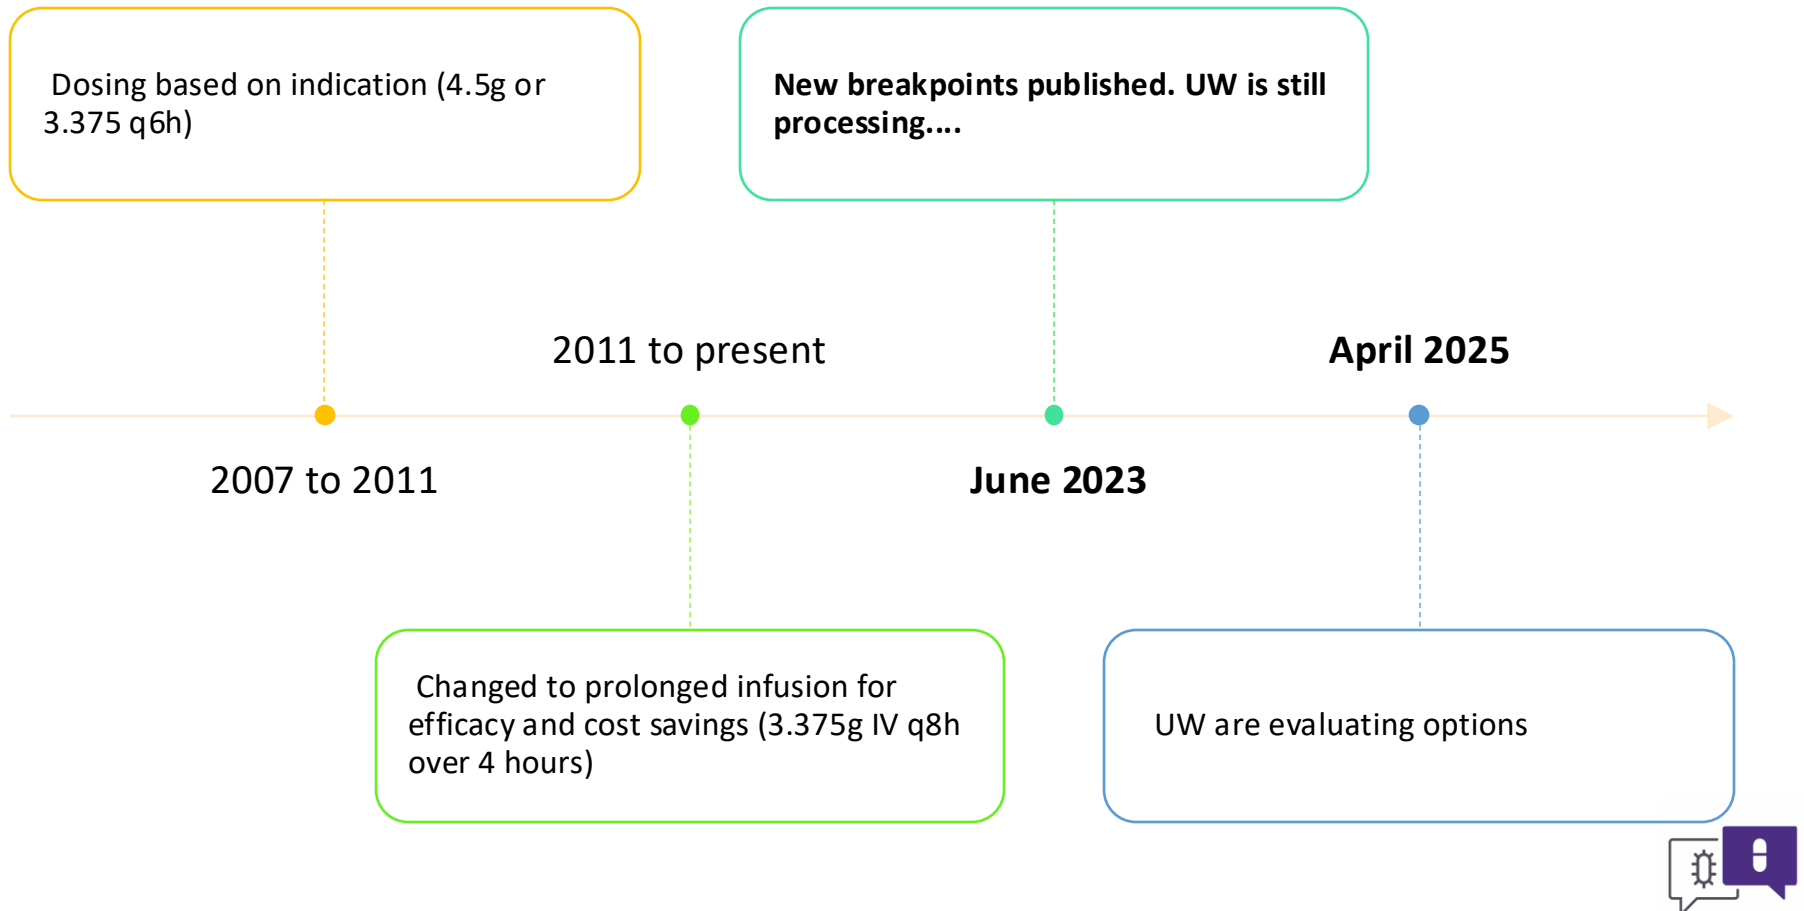 Dosing based on indication (4.5g or
3.375 q6h)
New breakpoints published. UW is still
processing....
2011 to present
April 2025
2007 to 2011
June 2023
Changed to prolonged infusion for
efficacy and cost savings (3.375g IV q8h
over 4 hours)
UW are evaluating options